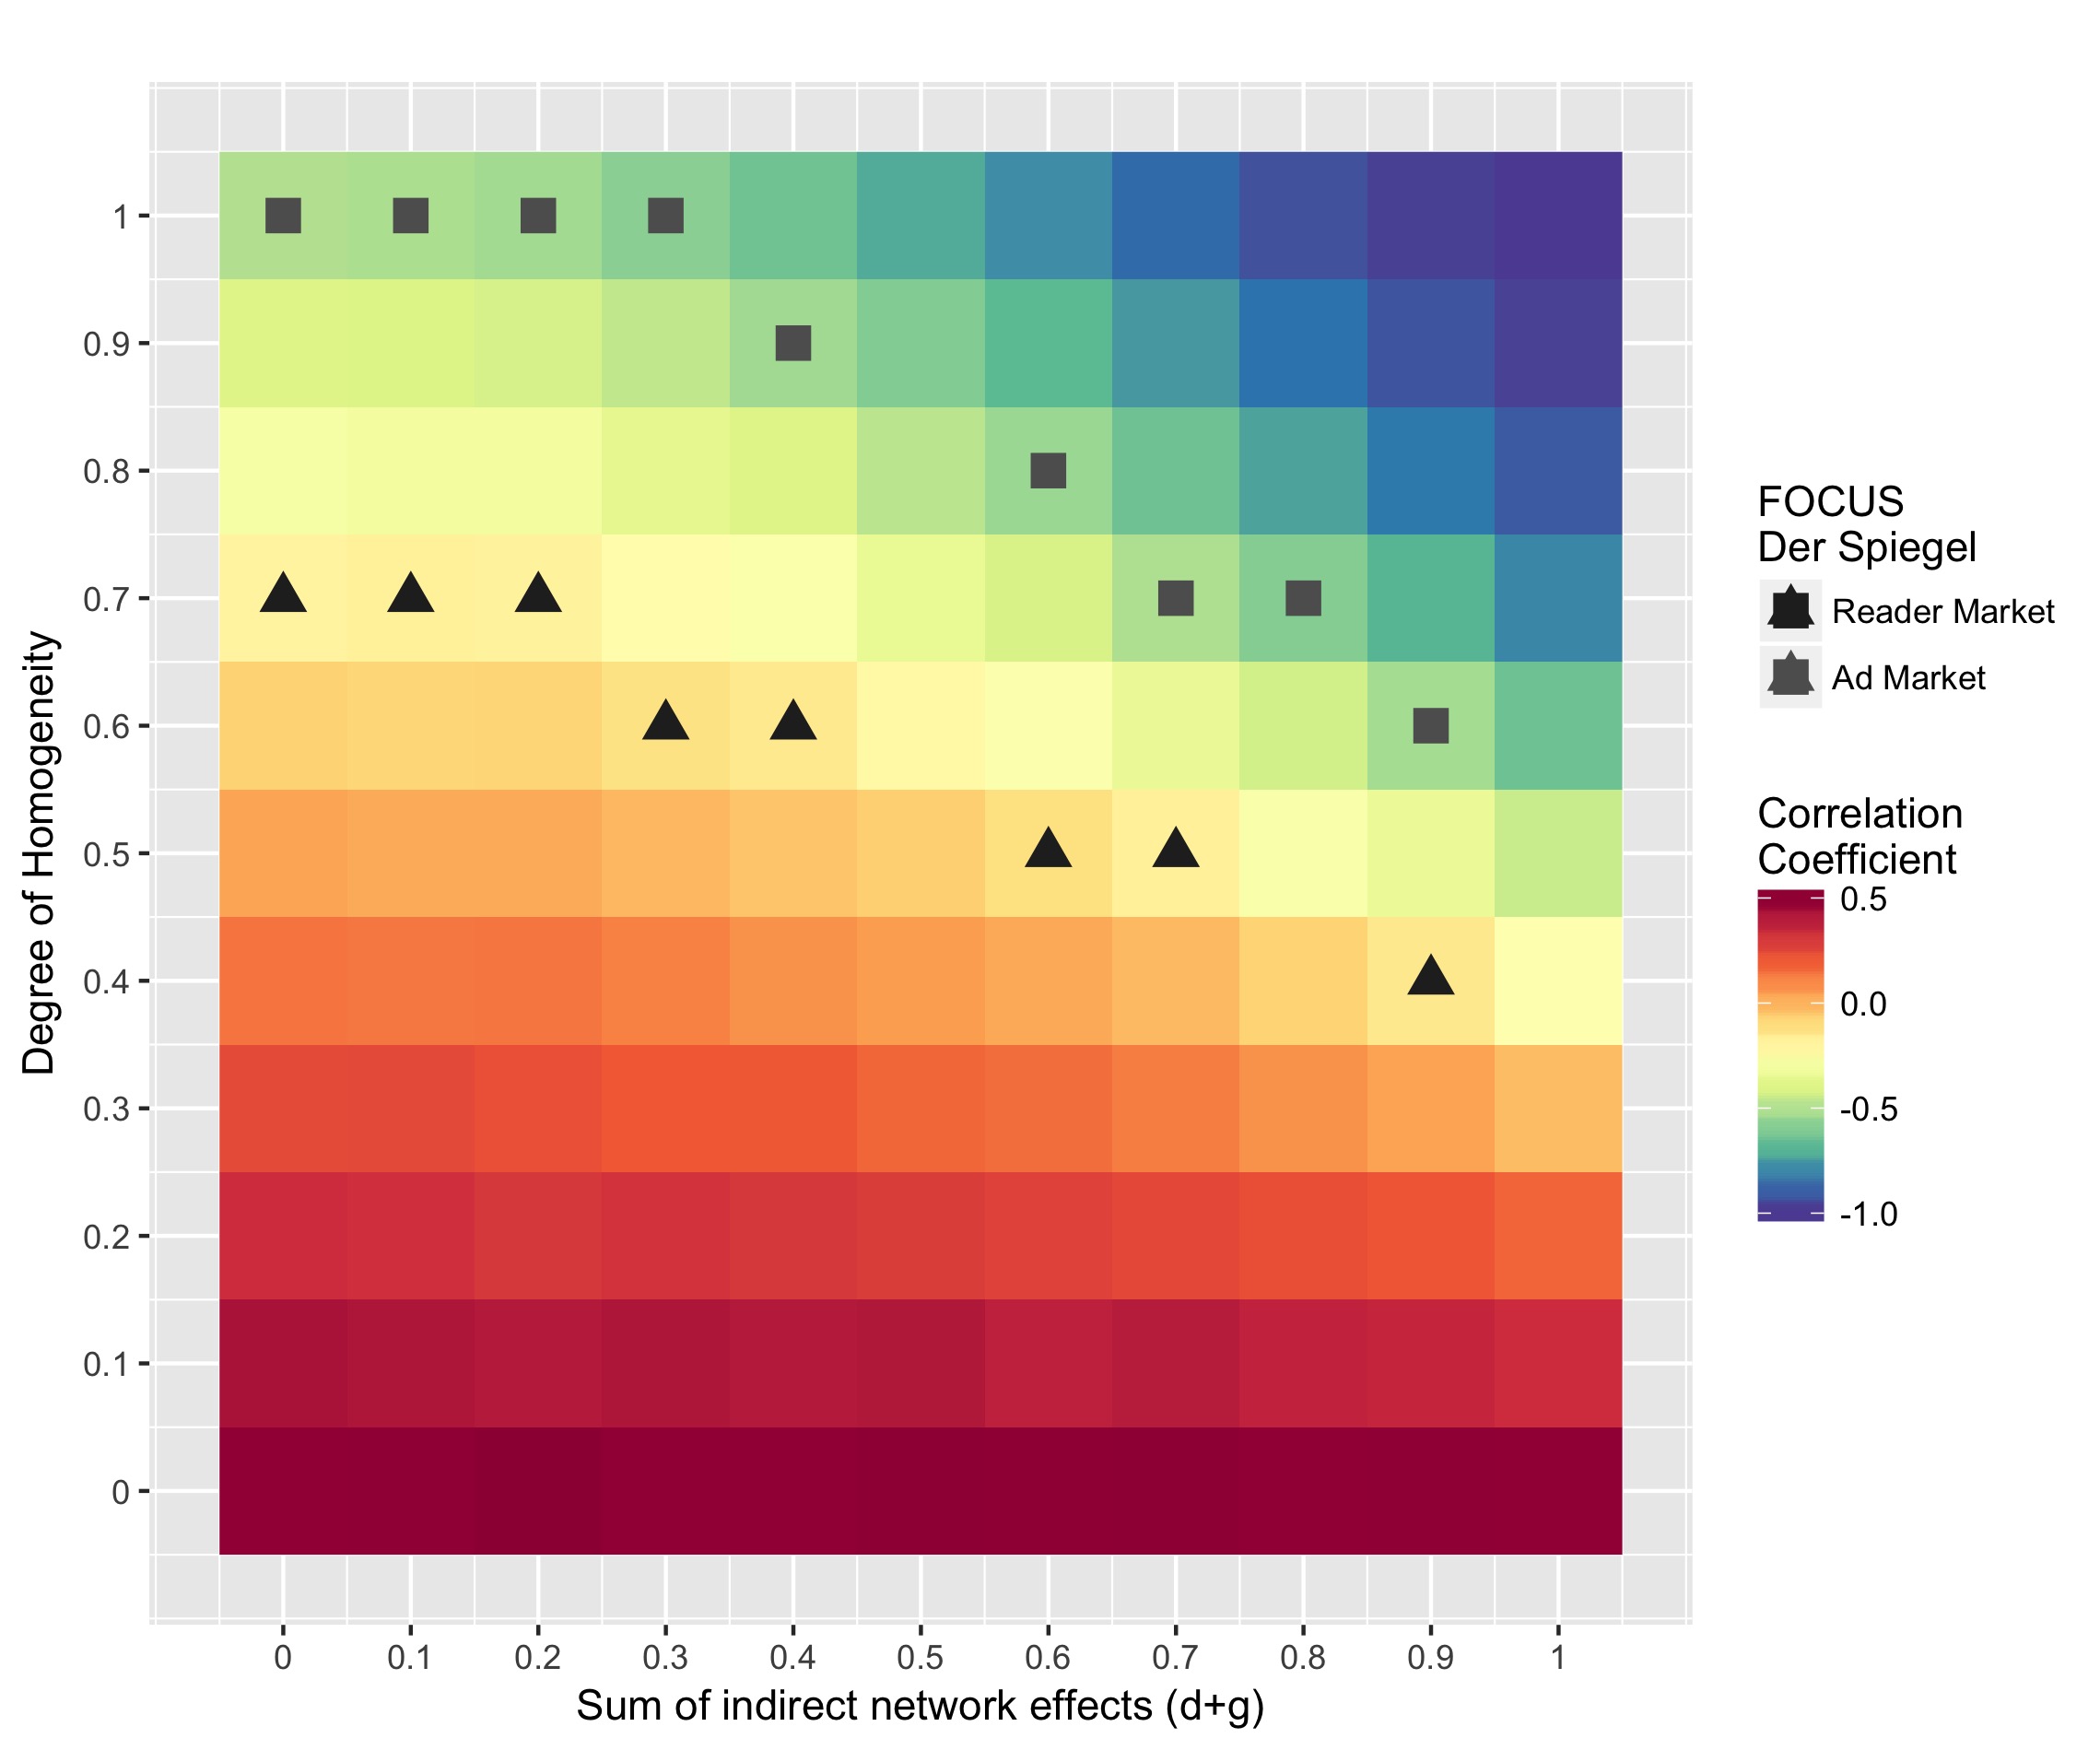 1
0.9
0.8
0.7
0.6
0.5
0.4
0.3
0.2
0.1
0
Degree of Homogeneity
0 0.1 0.2 0.3 0.4 0.5 0.6 0.7 0.8 0.9 1
Sum of indirect network effects (d+g)
FOCUS
Der Spiegel
Reader Market
Ad Market
Correlation
Coefficient
0.5
0.0
-0.5
-1.0